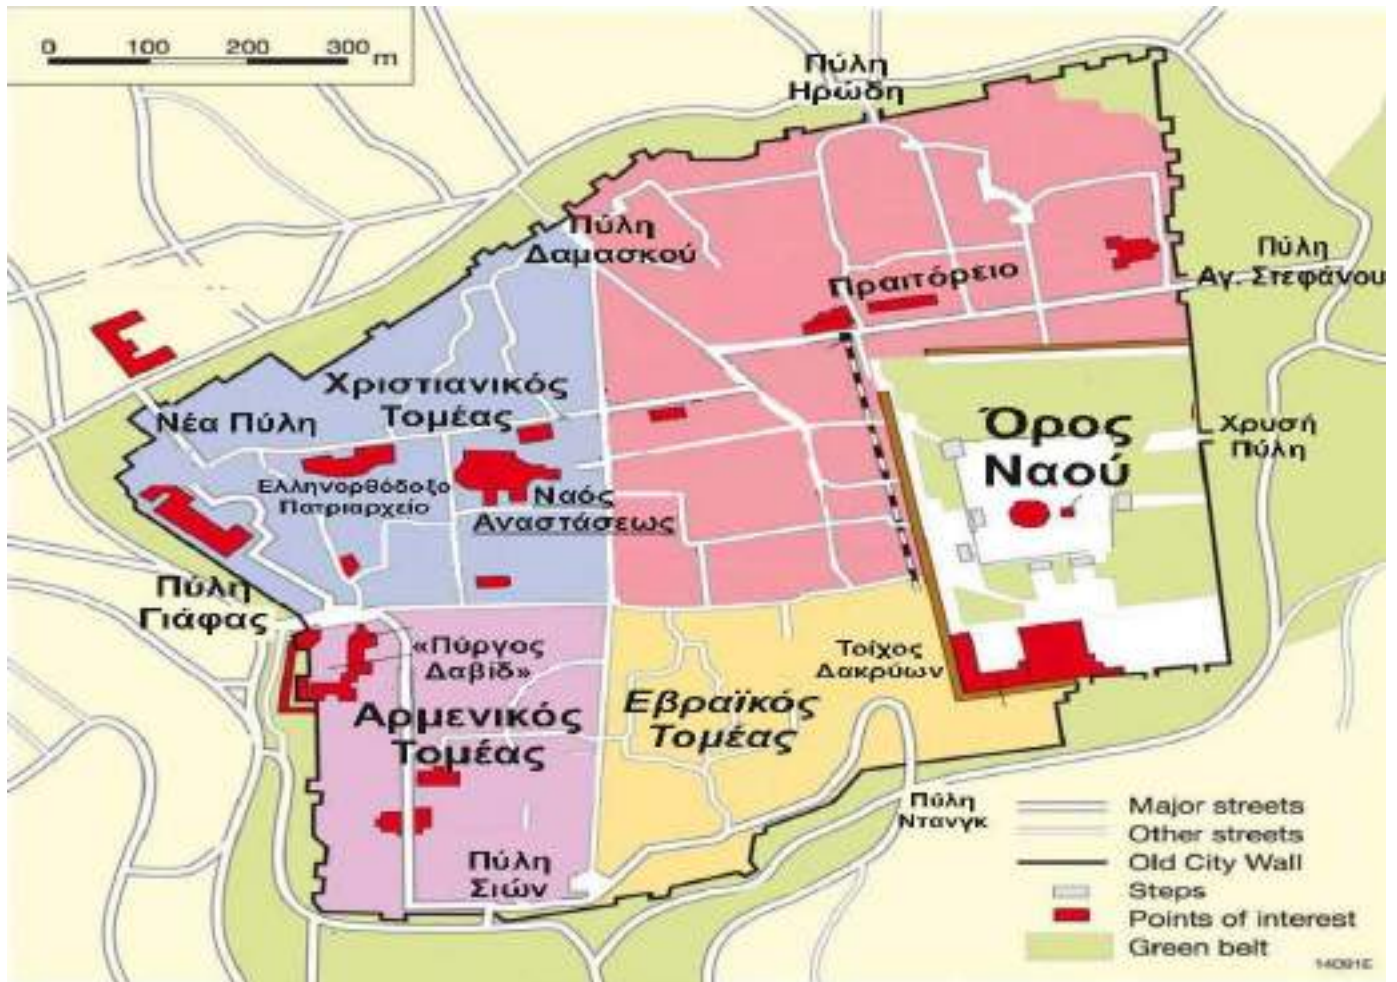 0 100 200 300 m
Πύλη
Ηρώδη
Πύλη
Δαμασκού
Πύλη
Αγ. Στεφάνου
Πραιτόρειο
Χριστιανικός
Τομέας
Νέα Πύλη
Όρος
Ναού
Χρυσή
Πύλη
Ελληνορθόδοξο
Πατριαρχείο
Ναός
Αναστάσεως
Πύλη
Γιάφας
«Πύργος
Δαβίδ»
Τοίχος
Δακρύων
Αρμενικός
Τομέας
Εβραϊκός
Τομέας
Πύλη
Ντανγκ
Πύλη
Σιών
Major streets
Other streets
Old City Wall
Steps
Points of interest
Green belt
14091E